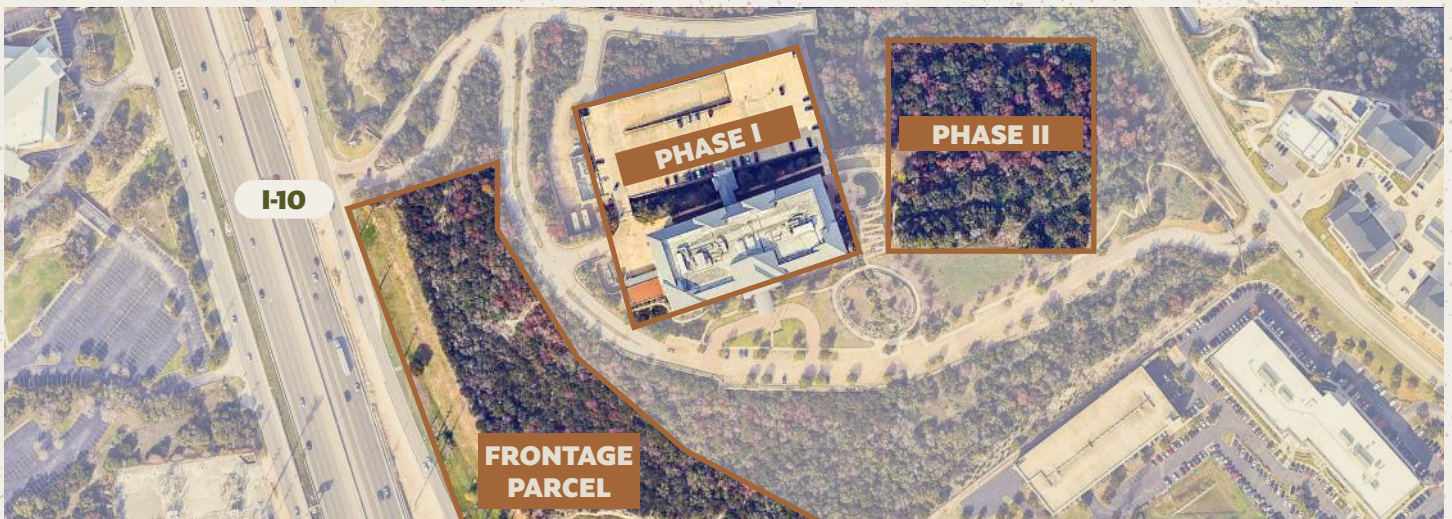 I-10
PHASE I
PHASE II
FRONTAGE
PARCEL